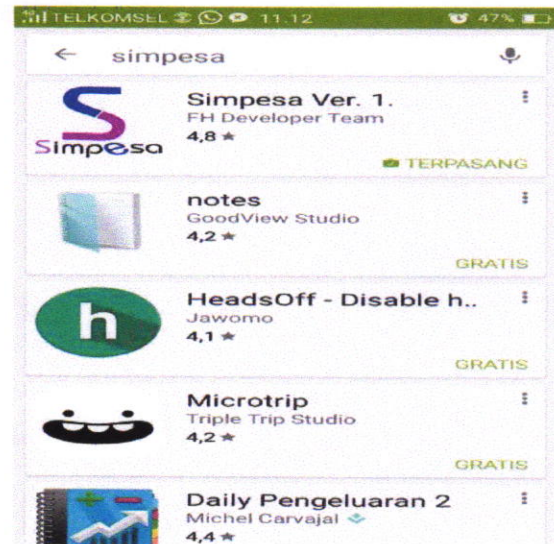 4G TELKOMSEL 11.12 47%
simpesa
Simpesa Ver. 1.
FH Developer Team
4,8 ★
Simpesa
TERPASANG
notes
GoodView Studio
4,2 ★
GRATIS
HeadsOff - Disable h..
h
Jawomo
4,1 ★
GRATIS
Microtrip
Triple Trip Studio
4,2 ★
GRATIS
Daily Pengeluaran 2
Michel Carvajal
4,4 ★